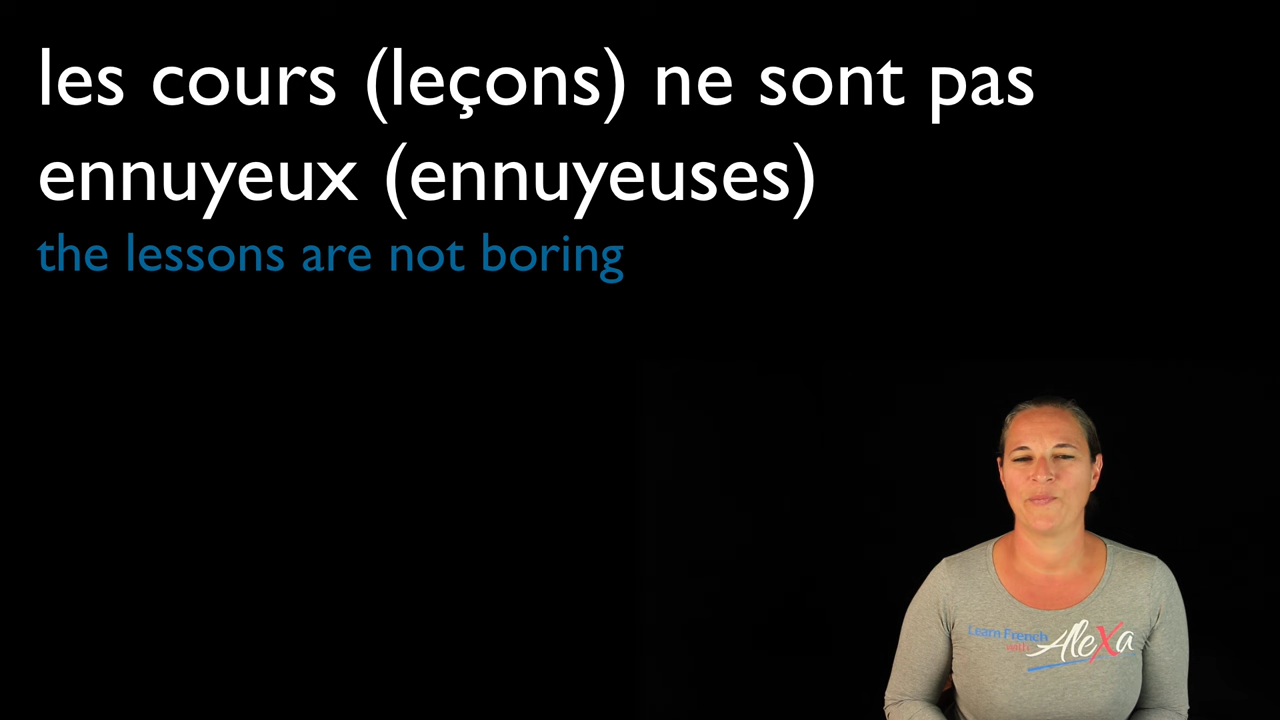 les cours (leçons) ne sont pas
ennuyeux (ennuyeuses)
the lessons are not boring
Learn French
with Alexa